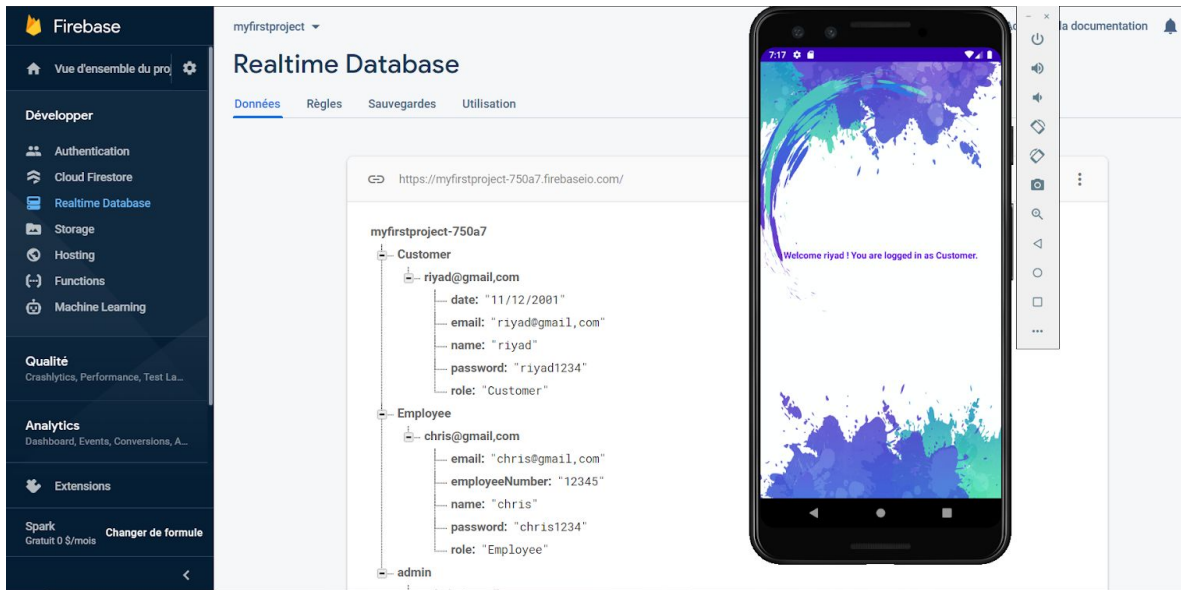 Firebase
Vue d'ensemble du proj
Développer
Authentication
Cloud Firestore
Realtime Database
Storage
Hosting
Functions
Machine Learning
Qualité
Crashlytics, Performance, Test La...
Analytics
Dashboard, Events, Conversions, A...
Extensions
Spark
Gratuit 0 $/mois
Changer de formule
myfirstproject
la documentation
Realtime Database
Données Règles Sauvegardes Utilisation
https://myfirstproject-750a7.firebaseio.com/
myfirstproject-750a7
Customer
riyad@gmail,com
date: "11/12/2001"
email: "riyad@gmail,com"
name: "riyad"
password: "riyad1234"
role: "Customer"
Employee
chris@gmail,com
email: "chris@gmail,com"
employeeNumber: "12345"
name: "chris"
password: "chris1234"
role: "Employee"
admin
7:17
Welcome riyad ! You are logged in as Customer.